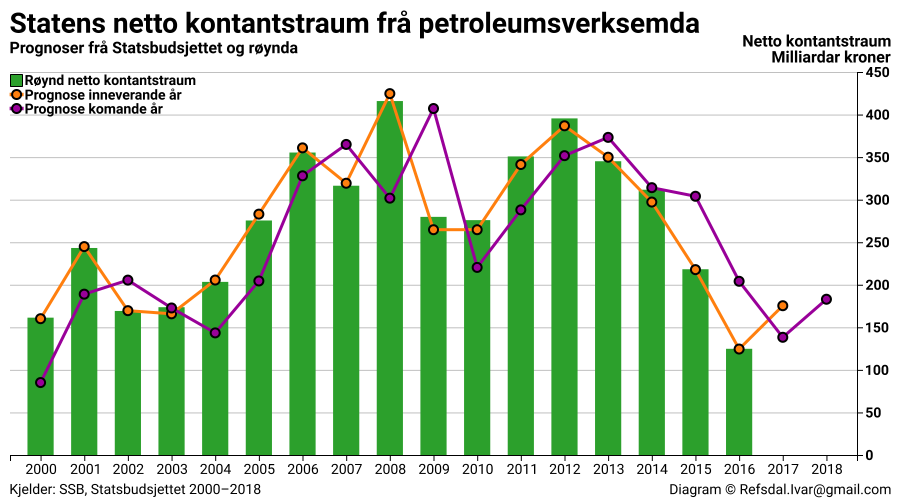 Statens netto kontantstraum frå petroleumsverksemda
Prognoser frå Statsbudsjettet og røynda
Netto kontantstraum
Milliardar kroner
Røynd netto kontantstraum
Prognose inneverande år
Prognose komande år
450
400
350
300
250
200
150
100
50
0
2000 2001 2002 2003 2004 2005 2006 2007 2008 2009 2010 2011 2012 2013 2014 2015 2016 2017 2018
Kjelder: SSB, Statsbudsjettet 2000–2018
Diagram © Refsdal.Ivar@gmail.com